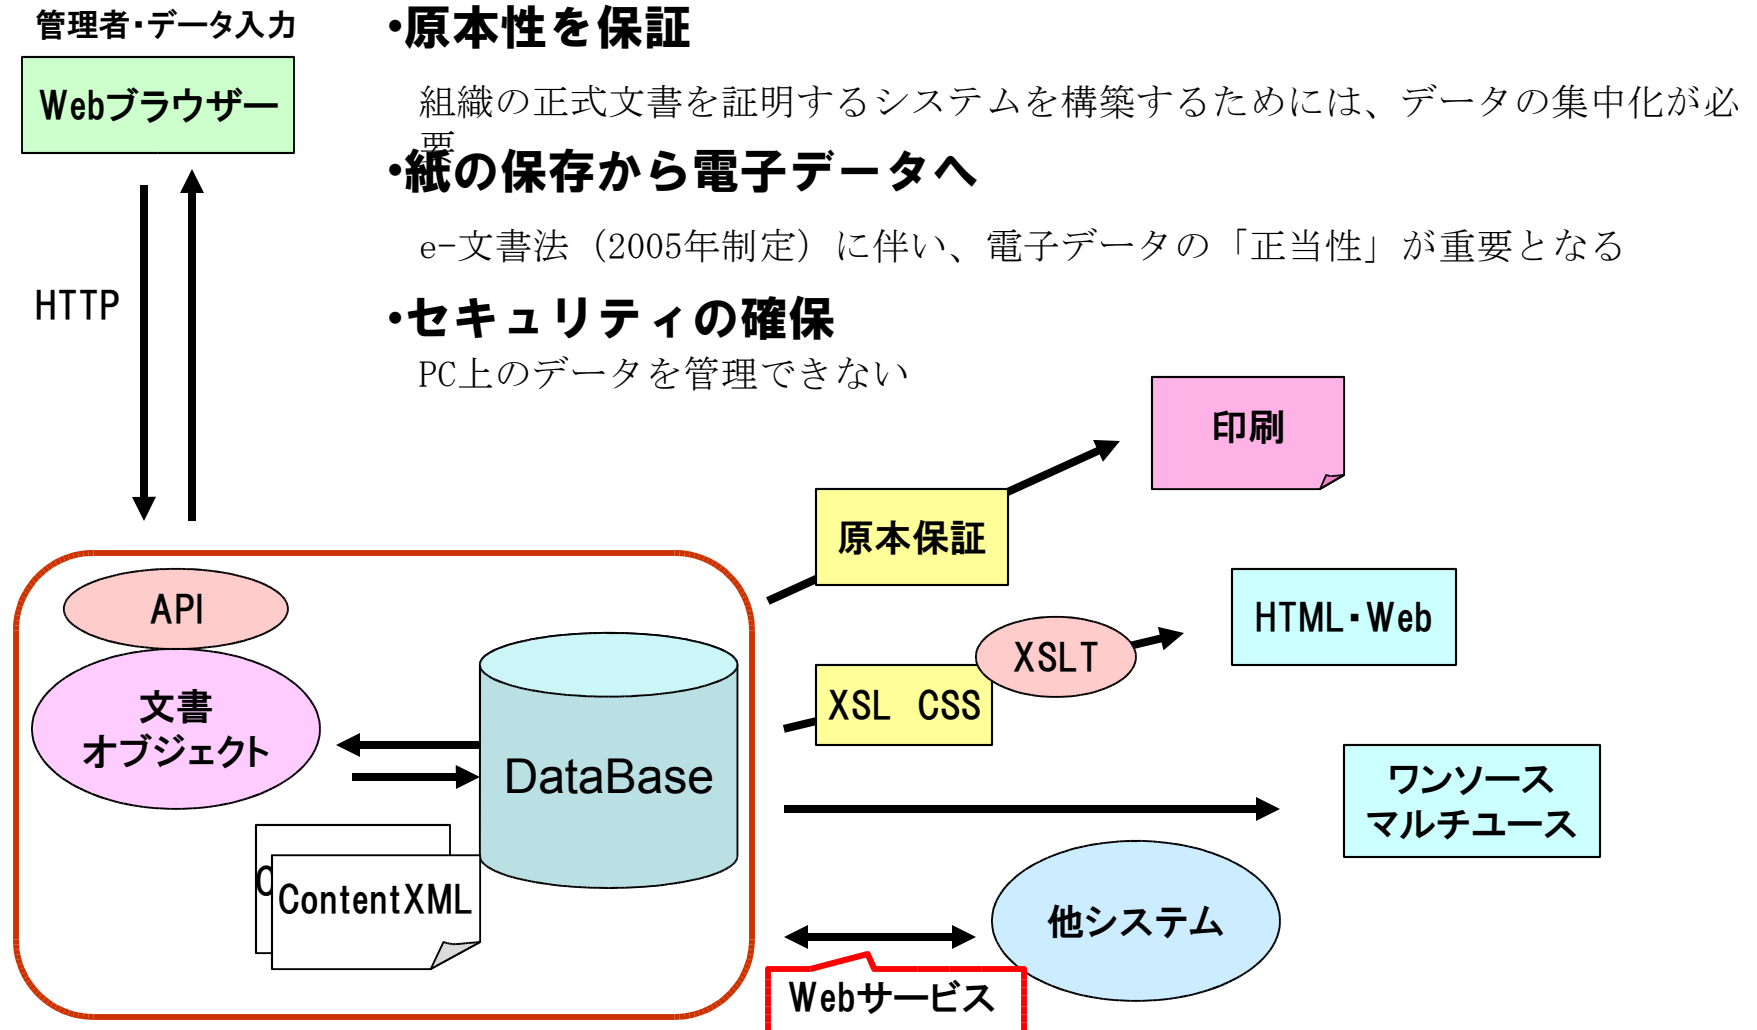 管理者・データ入力
Webブラウザー
HTTP
・原本性を保証
組織の正式文書を証明するシステムを構築するためには、データの集中化が必
要
・紙の保存から電子データへ
e-文書法（2005年制定）に伴い、電子データの「正当性」が重要となる
・セキュリティの確保
PC上のデータを管理できない
印刷
原本保証
API
HTML・Web
XSLT
文書
オブジェクト
XSL CSS
DataBase
ワンソース
マルチユース
C
ContentXML
他システム
Webサービス